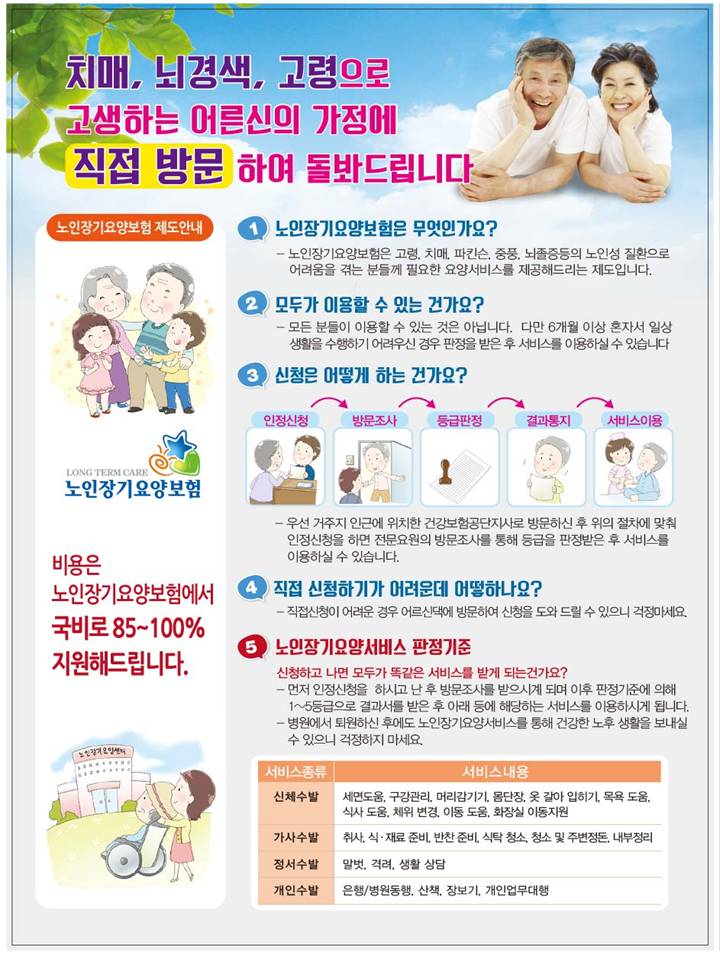 치매, 뇌경색, 고령으로
고생하는 어른신의 가정에
직접 방문 하여 돌봐드립니다
노인장기요양보험 제도안내
LONG TERM CARE
노인장기요양보험
비용은
노인장기요양보험에서
국비로 85~100%
지원해드립니다.
노인장기요양센터
1 노인장기요양보험은 무엇인가요?
- 노인장기요양보험은 고령, 치매, 파킨슨, 중풍, 뇌졸증등의 노인성 질환으로
어려움을 겪는 분들께 필요한 요양서비스를 제공해드리는 제도입니다.
2 모두가 이용할 수 있는 건가요?
- 모든 분들이 이용할 수 있는 것은 아닙니다. 다만 6개월 이상 혼자서 일상
생활을 수행하기 어려우신 경우 판정을 받은 후 서비스를 이용하실 수 있습니다
3 신청은 어떻게 하는 건가요?
인정신청 방문조사 등급판정 결과통지 서비스이용
- 우선 거주지 인근에 위치한 건강보험공단지사로 방문하신 후 위의 절차에 맞춰
인정신청을 하면 전문요원의 방문조사를 통해 등급을 판정받은 후 서비스를
이용하실 수 있습니다.
4 직접 신청하기가 어려운데 어떻하나요?
- 직접신청이 어려운 경우 어르신댁에 방문하여 신청을 도와 드릴 수 있으니 걱정마세요.
5 노인장기요양서비스 판정기준
신청하고 나면 모두가 똑같은 서비스를 받게 되는건가요?
- 먼저 인정신청을 하시고 난 후 방문조사를 받으시계 되며 이후 판정기준에 의해
1~5등급으로 결과서를 받은 후 아래 등에 해당하는 서비스를 이용하시게 됩니다.
- 병원에서 퇴원하신 후에도 노인장기요양서비스를 통해 건강한 노후 생활을 보내실
수 있으니 걱정하지 마세요.
서비스종류 서비스내용
신체수발 세면도움, 구강관리, 머리감기기, 몸단장, 옷 갈아 입히기, 목욕 도움,
식사 도움, 체위 변경, 이동 도움, 화장실 이동지원
가사수발 취사, 식·재료 준비, 반찬 준비, 식탁 청소, 청소 및 주변정돈, 내부정리
정서수발 말벗, 격려, 생활 상담
개인수발 은행/병원동행, 산책, 장보기, 개인업무대행